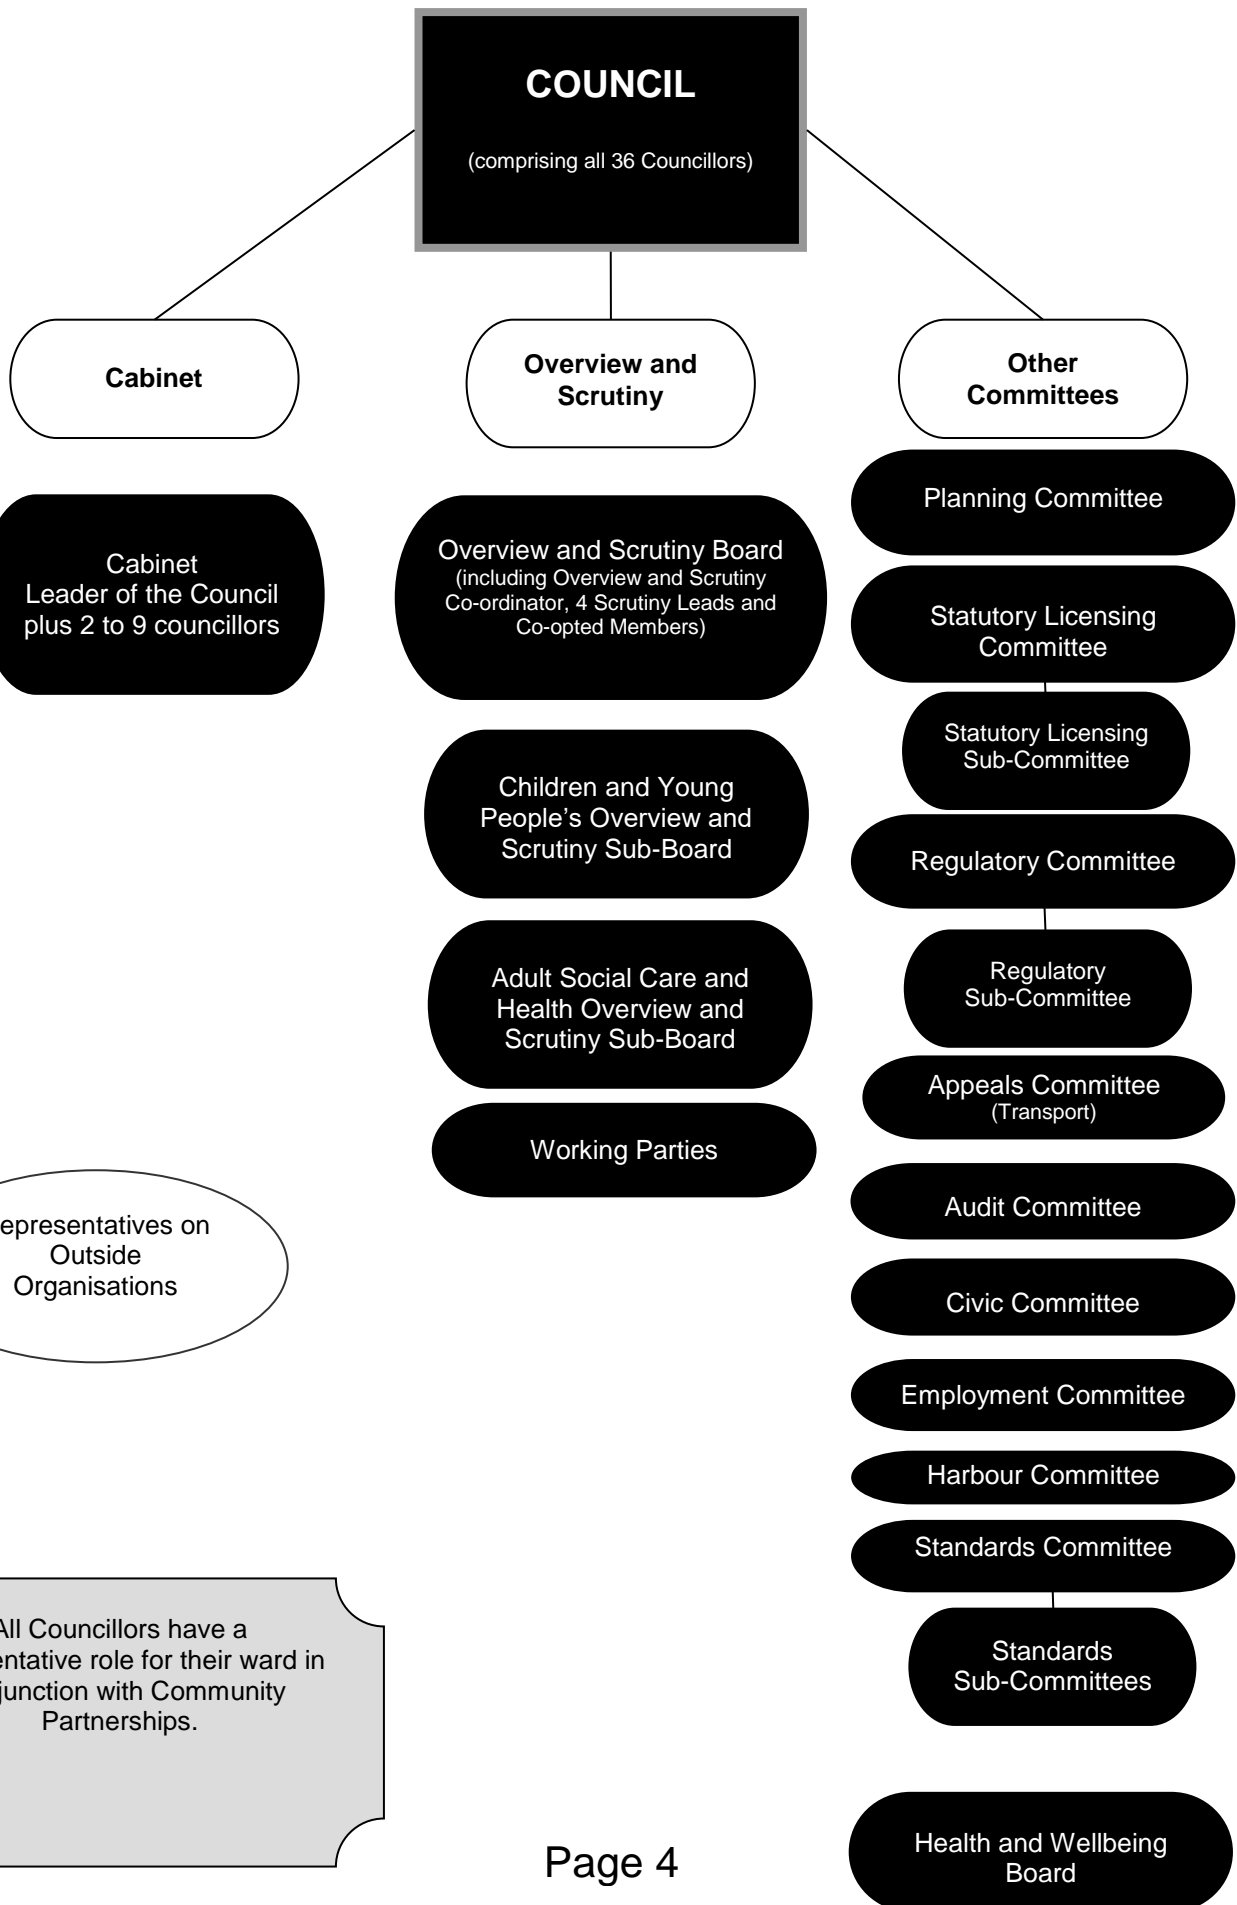 COUNCIL
(comprising all 36 Councillors)
Cabinet
Overview and
Scrutiny
Other
Committees
Cabinet
Leader of the Council
plus 2 to 9 councillors
Overview and Scrutiny Board
(including Overview and Scrutiny
Co-ordinator, 4 Scrutiny Leads and
Co-opted Members)
Children and Young
People’s Overview and
Scrutiny Sub-Board
Adult Social Care and
Health Overview and
Scrutiny Sub-Board
Working Parties
Planning Committee
Statutory Licensing
Committee
Statutory Licensing
Sub-Committee
Regulatory Committee
Regulatory
Sub-Committee
Appeals Committee
(Transport)
Audit Committee
Civic Committee
Employment Committee
Harbour Committee
Standards Committee
Standards
Sub-Committees
Health and Wellbeing
Board
epresentatives on
Outside
Organisations
All Councillors have a
entative role for their ward in
junction with Community
Partnerships.
Page 4